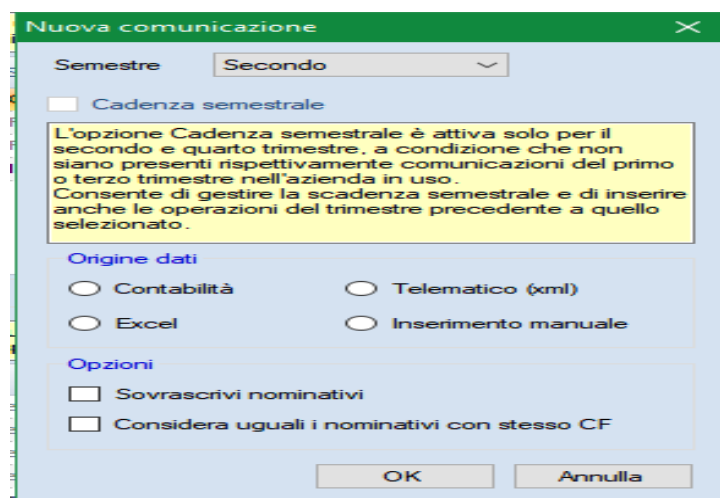 Nuova comunicazione
Semestre Secondo
Cadenza semestrale
L'opzione Cadenza semestrale è attiva solo per il
secondo e quarto trimestre, a condizione che non
siano presenti rispettivamente comunicazioni del primo
o terzo trimestre nell'azienda in uso.
Consente di gestire la scadenza semestrale e di inserire
anche le operazioni del trimestre precedente a quello
selezionato.
Origine dati
Contabilità Telematico (xml)
Excel Inserimento manuale
Opzioni
Sovrascrivi nominativi
Considera uguali i nominativi con stesso CF
OK Annulla